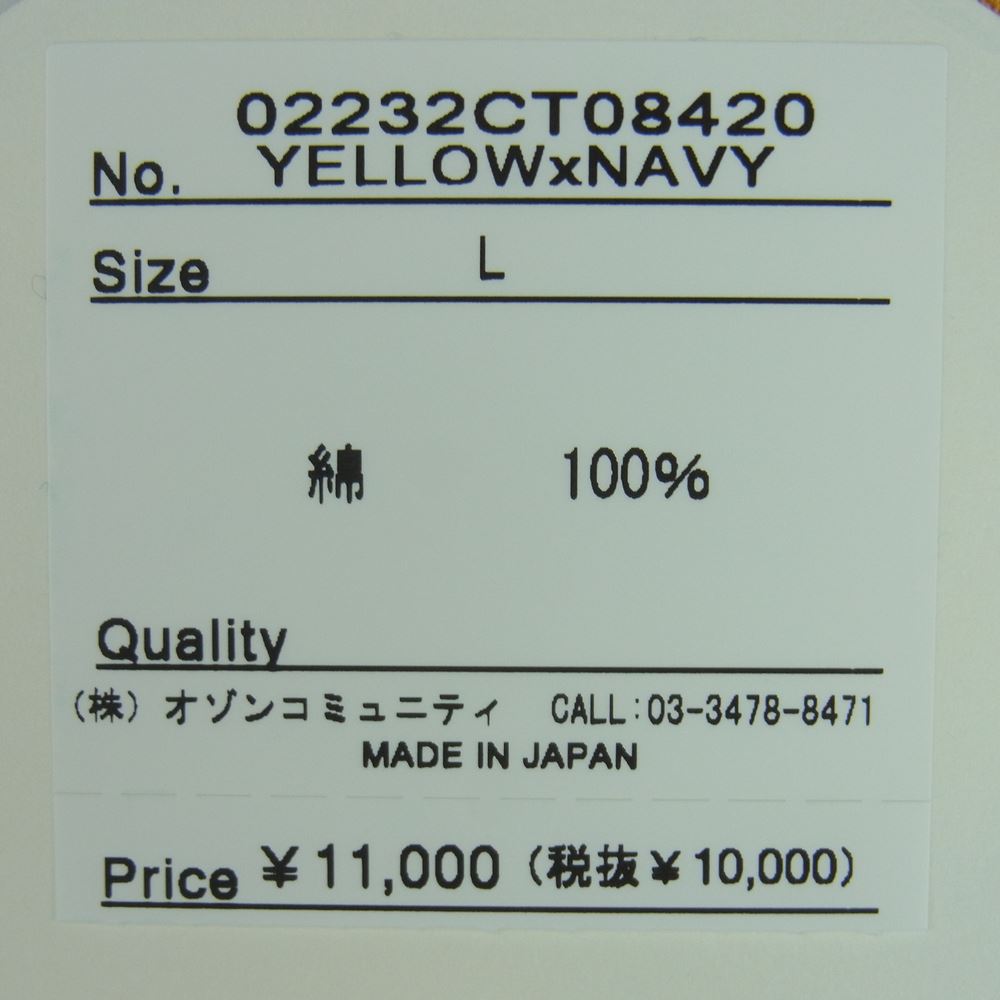 02232CT08420
No. YELLOWxNAVY
Size L
綿 100%
Quality
(株) オゾンコミュニティ CALL:03-3478-8471
MADE IN JAPAN
Price ¥11,000 (税抜¥10,000)